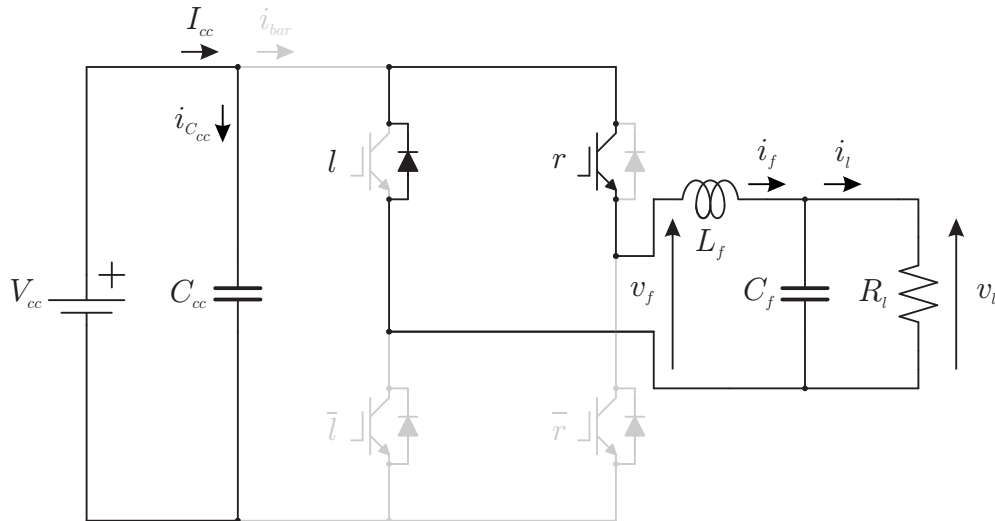 I_cc i_bar
i_C_cc
l r i_f i_l
L_f
+
V_cc C_cc v_f C_f R_l v_l
l̅ r̅